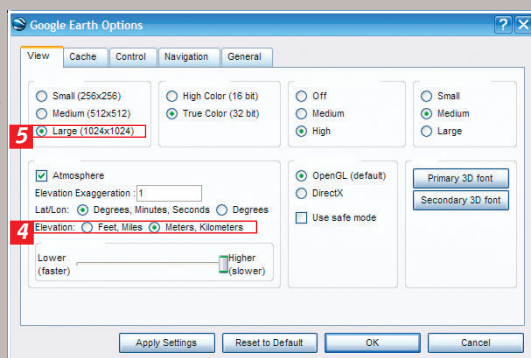 Google Earth Options
View Cache Control Navigation General
Small (256x256) High Color (16 bit) Off Small
Medium (512x512) True Color (32 bit) Medium Medium
5 Large (1024x1024) High Large
Atmosphere OpenGL (default) Primary 3D font
Elevation Exaggeration : 1 DirectX
Lat/Lon: Degrees, Minutes, Seconds Degrees Use safe mode Secondary 3D font
4 Elevation: Feet, Miles Meters, Kilometers
Lower Higher
(faster) (slower)
Apply Settings Reset to Default OK Cancel